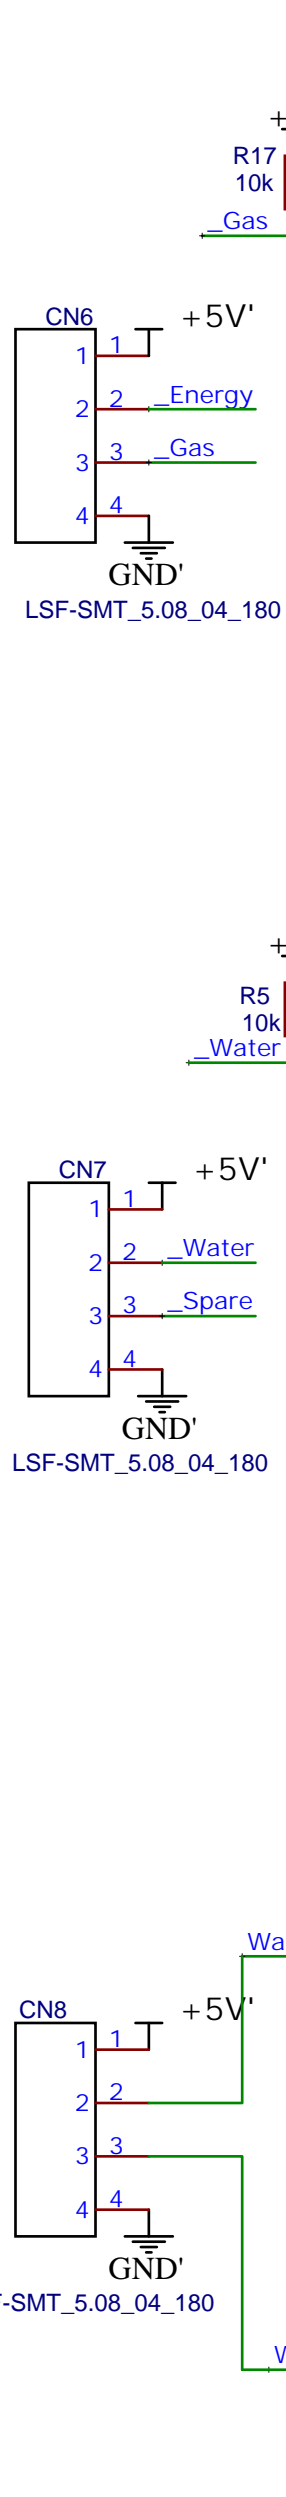 +
R17
10k
_Gas
CN6
+5V'
1 1
2 2 _Energy
3 3 _Gas
4 4
GND'
LSF-SMT_5.08_04_180
+
R5
10k
_Water
CN7
+5V'
1 1
2 2 _Water
3 3 _Spare
4 4
GND'
LSF-SMT_5.08_04_180
Wa
CN8
+5V'
1 1
2 2
3 3
4 4
GND'
-SMT_5.08_04_180
W